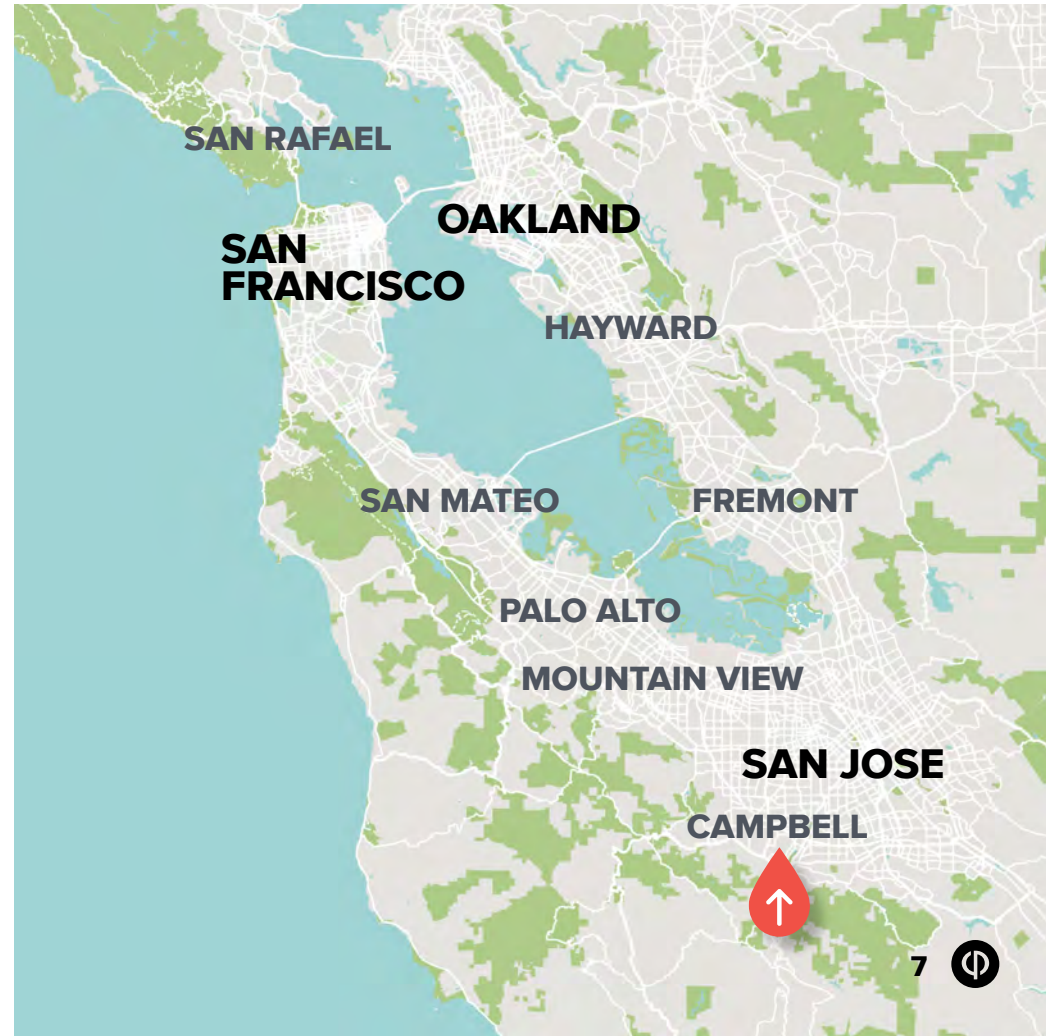 SAN RAFAEL
OAKLAND
SAN
FRANCISCO
HAYWARD
SAN MATEO
FREMONT
PALO ALTO
MOUNTAIN VIEW
SAN JOSE
CAMPBELL
7